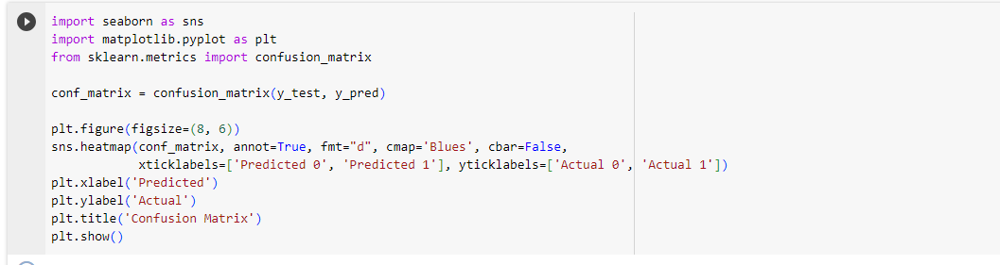 import seaborn as sns
import matplotlib.pyplot as plt
from sklearn.metrics import confusion_matrix
conf_matrix = confusion_matrix(y_test, y_pred)
plt.figure(figsize=(8, 6))
sns.heatmap(conf_matrix, annot=True, fmt="d", cmap='Blues', cbar=False,
            xticklabels=['Predicted 0', 'Predicted 1'], yticklabels=['Actual 0', 'Actual 1'])
plt.xlabel('Predicted')
plt.ylabel('Actual')
plt.title('Confusion Matrix')
plt.show()